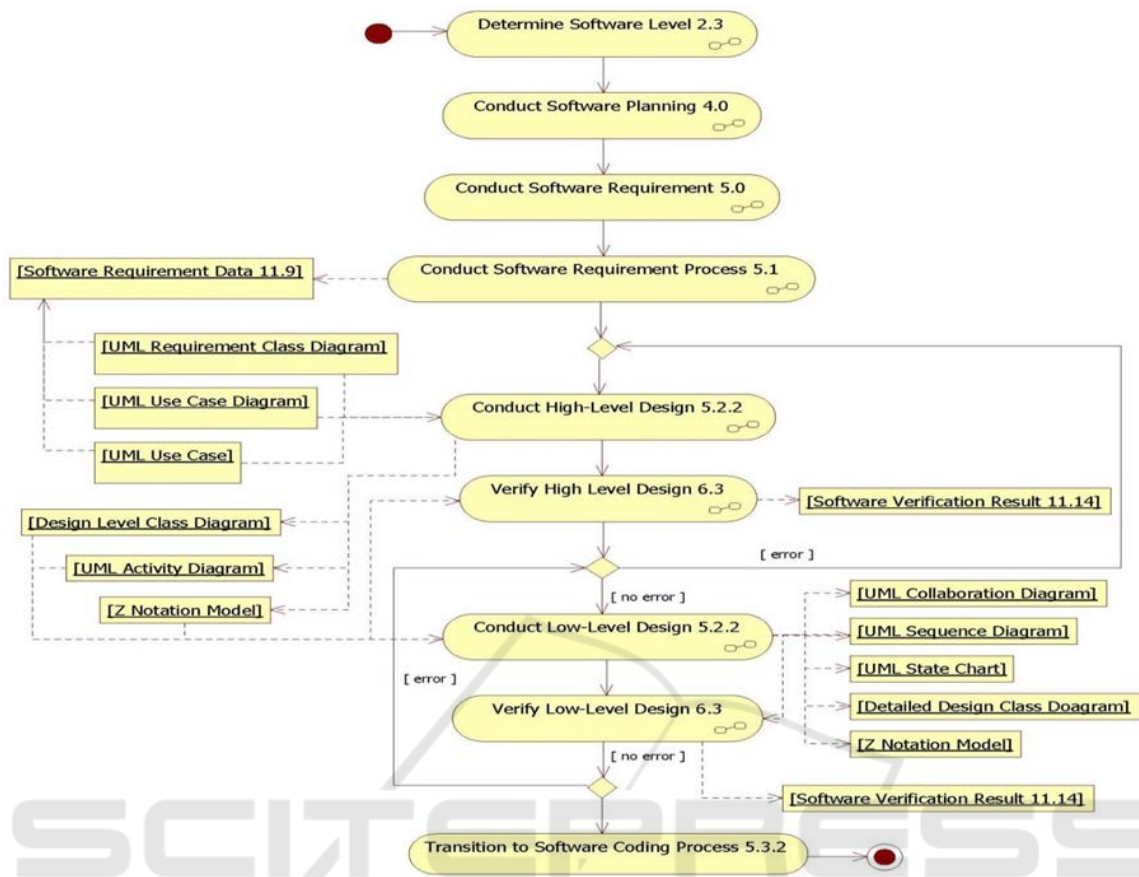 Determine Software Level 2.3
Conduct Software Planning 4.0
Conduct Software Requirement 5.0
[Software Requirement Data 11.9]
Conduct Software Requirement Process 5.1
[UML Requirement Class Diagram]
[UML Use Case Diagram]
Conduct High-Level Design 5.2.2
[UML Use Case]
Verify High Level Design 6.3
[Software Verification Result 11.14]
[Design Level Class Diagram]
[ error ]
[UML Activity Diagram]
[ no error ]
[UML Collaboration Diagram]
[Z Notation Model]
Conduct Low-Level Design 5.2.2
[UML Sequence Diagram]
[ error ]
[UML State Chart]
Verify Low-Level Design 6.3
[Detailed Design Class Doagram]
[ no error ]
[Z Notation Model]
[Software Verification Result 11.14]
Transition to Software Coding Process 5.3.2
SCITEPRESS